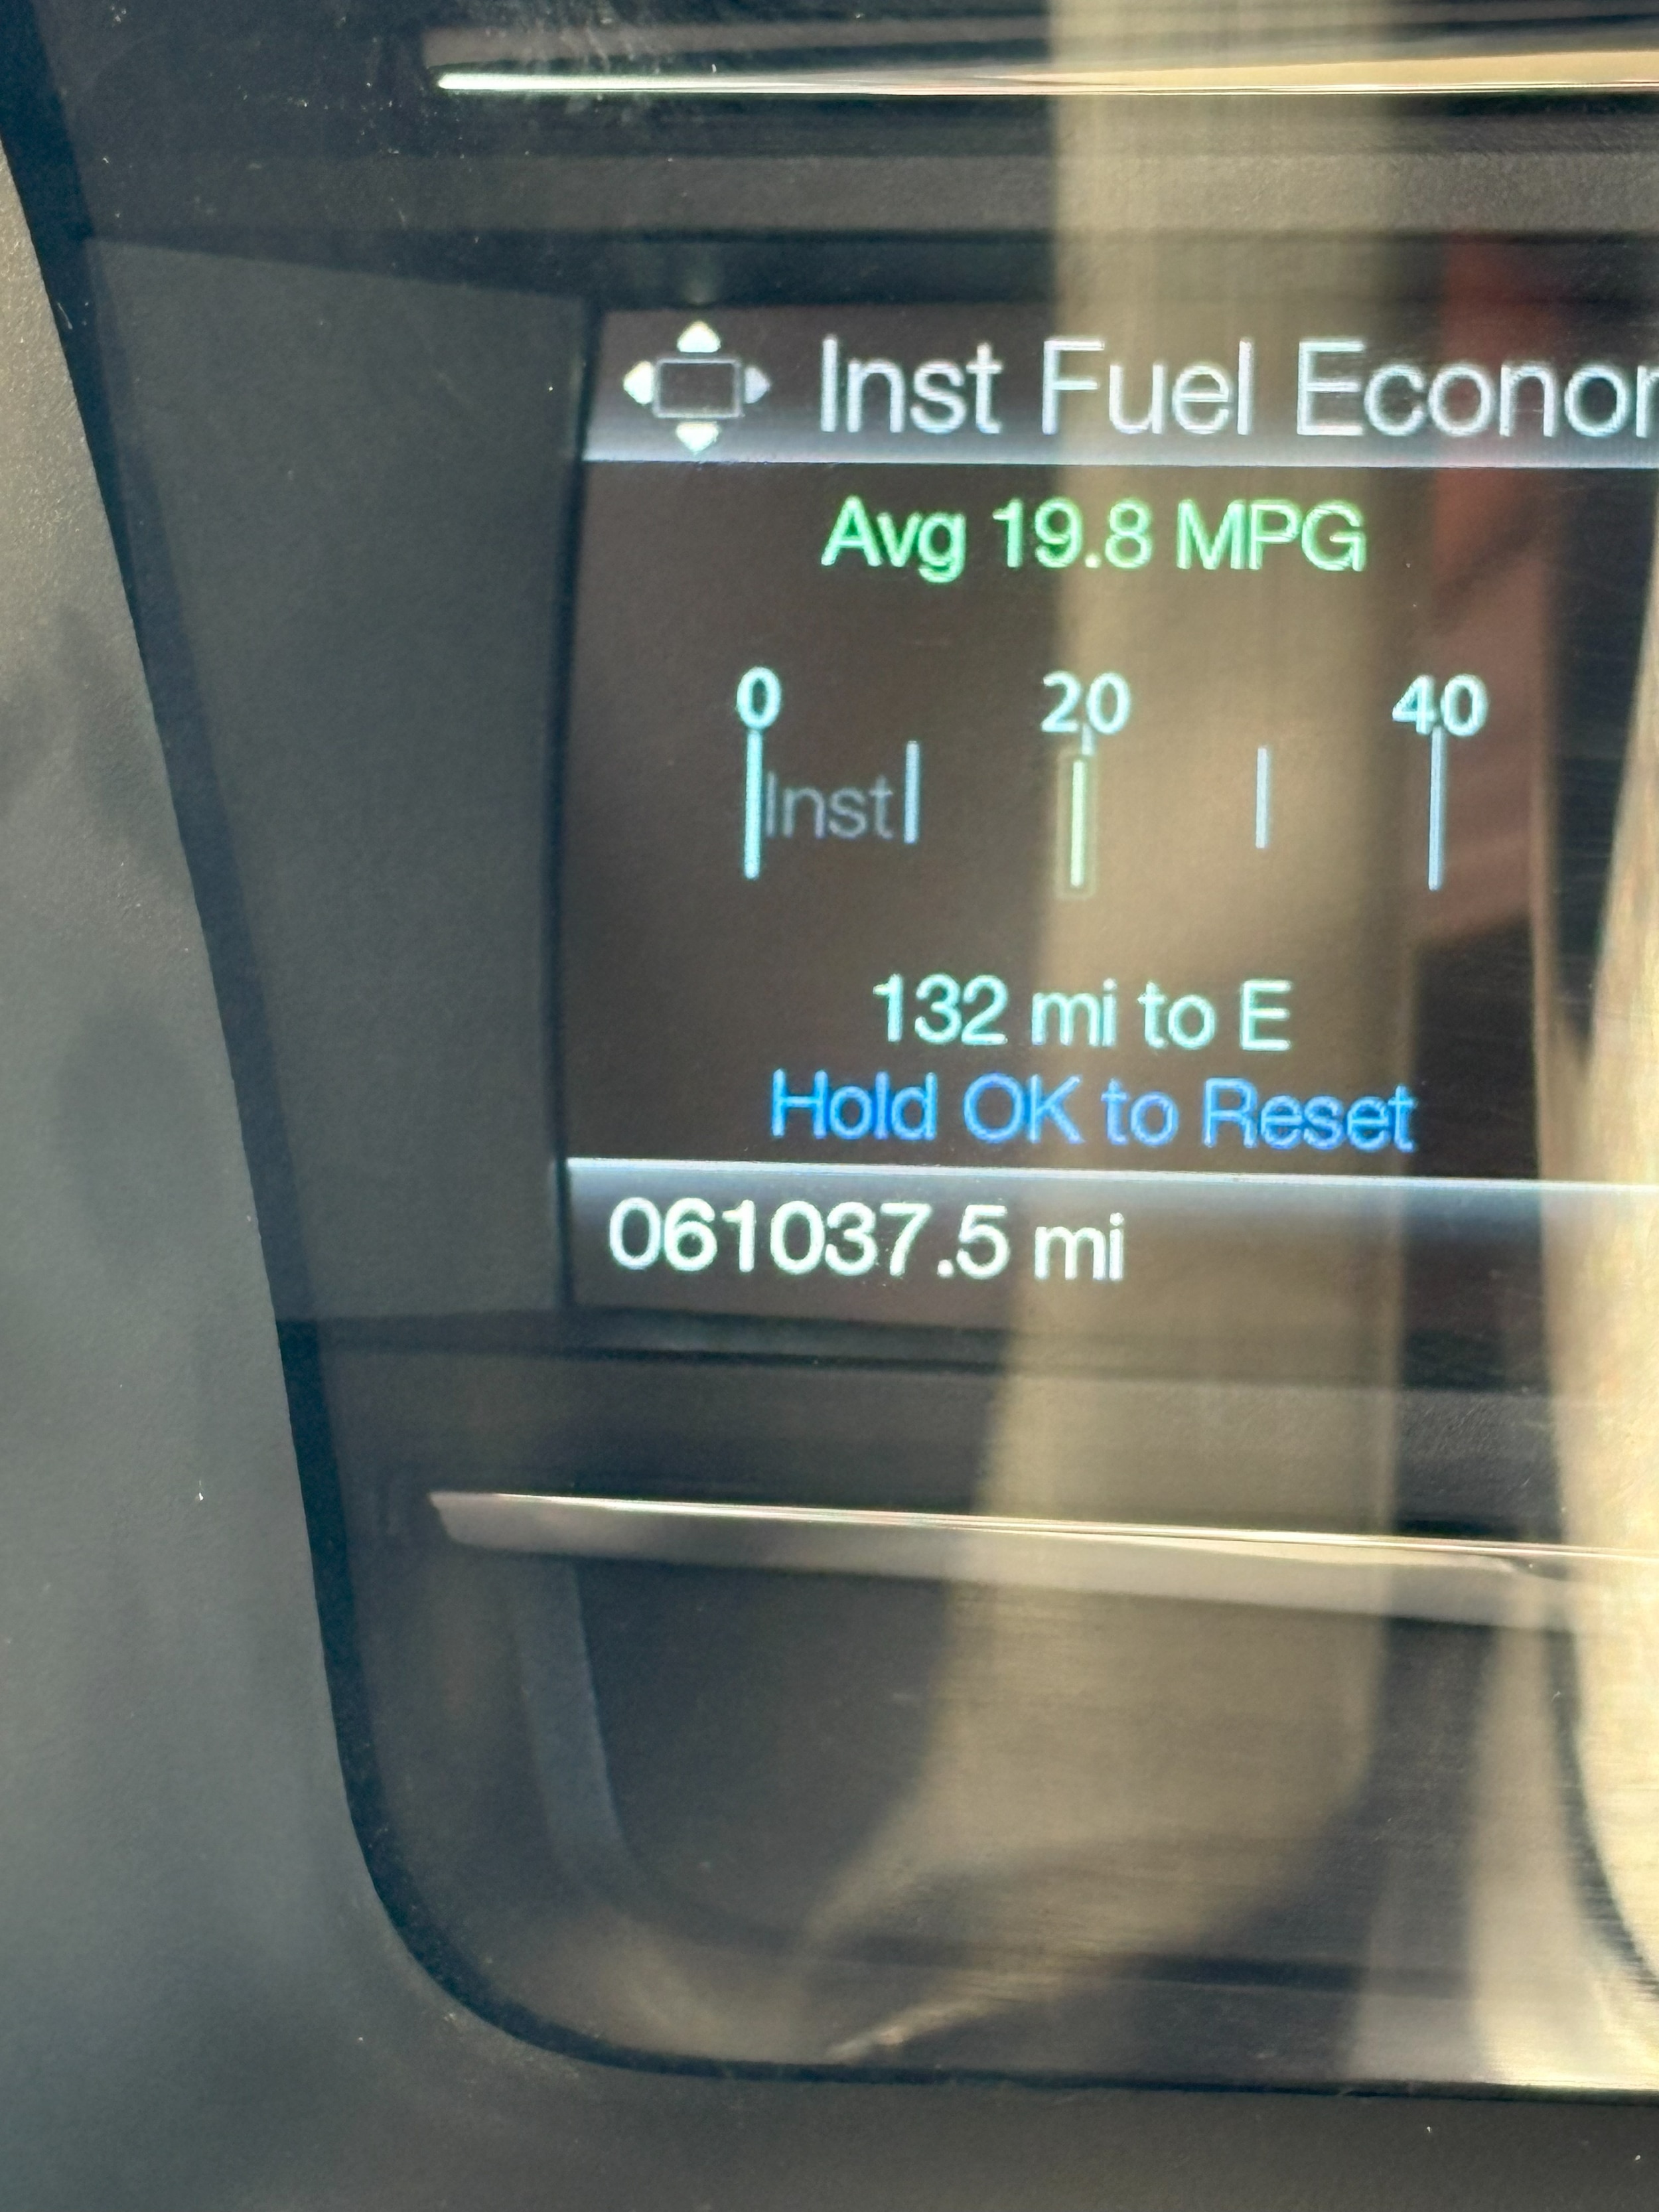 Inst Fuel Econom
Avg 19.8 MPG
0 20 40
Inst
132 mi to E
Hold OK to Reset
061037.5 mi